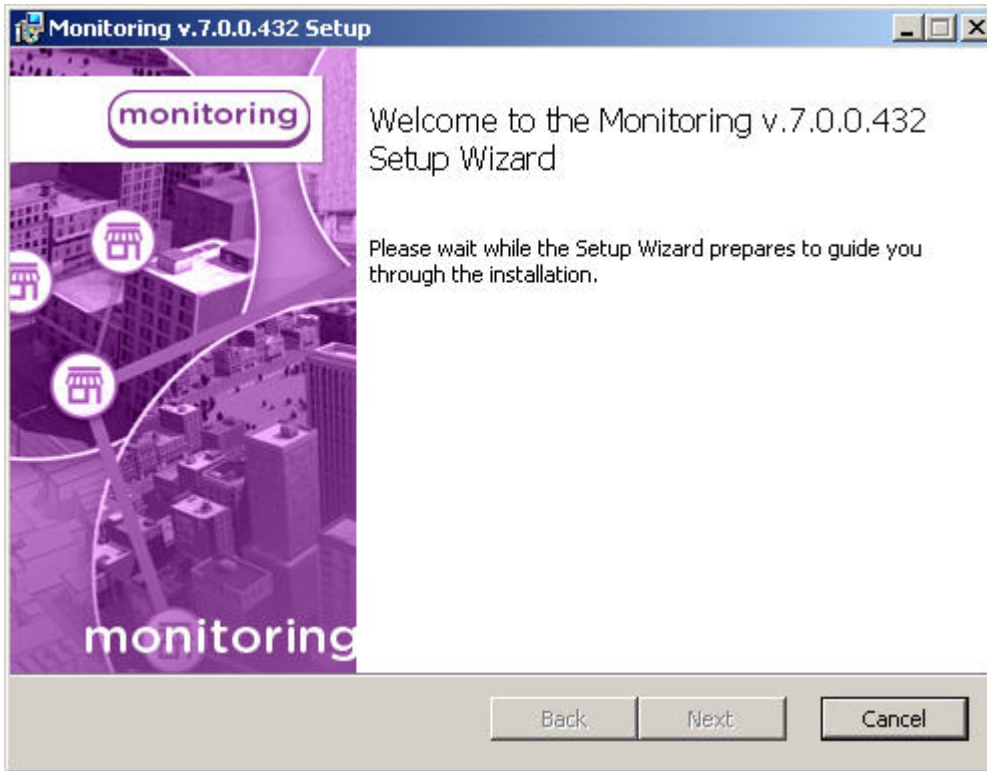 Monitoring v.7.0.0.432 Setup
monitoring
Welcome to the Monitoring v.7.0.0.432
Setup Wizard
Please wait while the Setup Wizard prepares to guide you
through the installation.
monitoring
Back
Next
Cancel